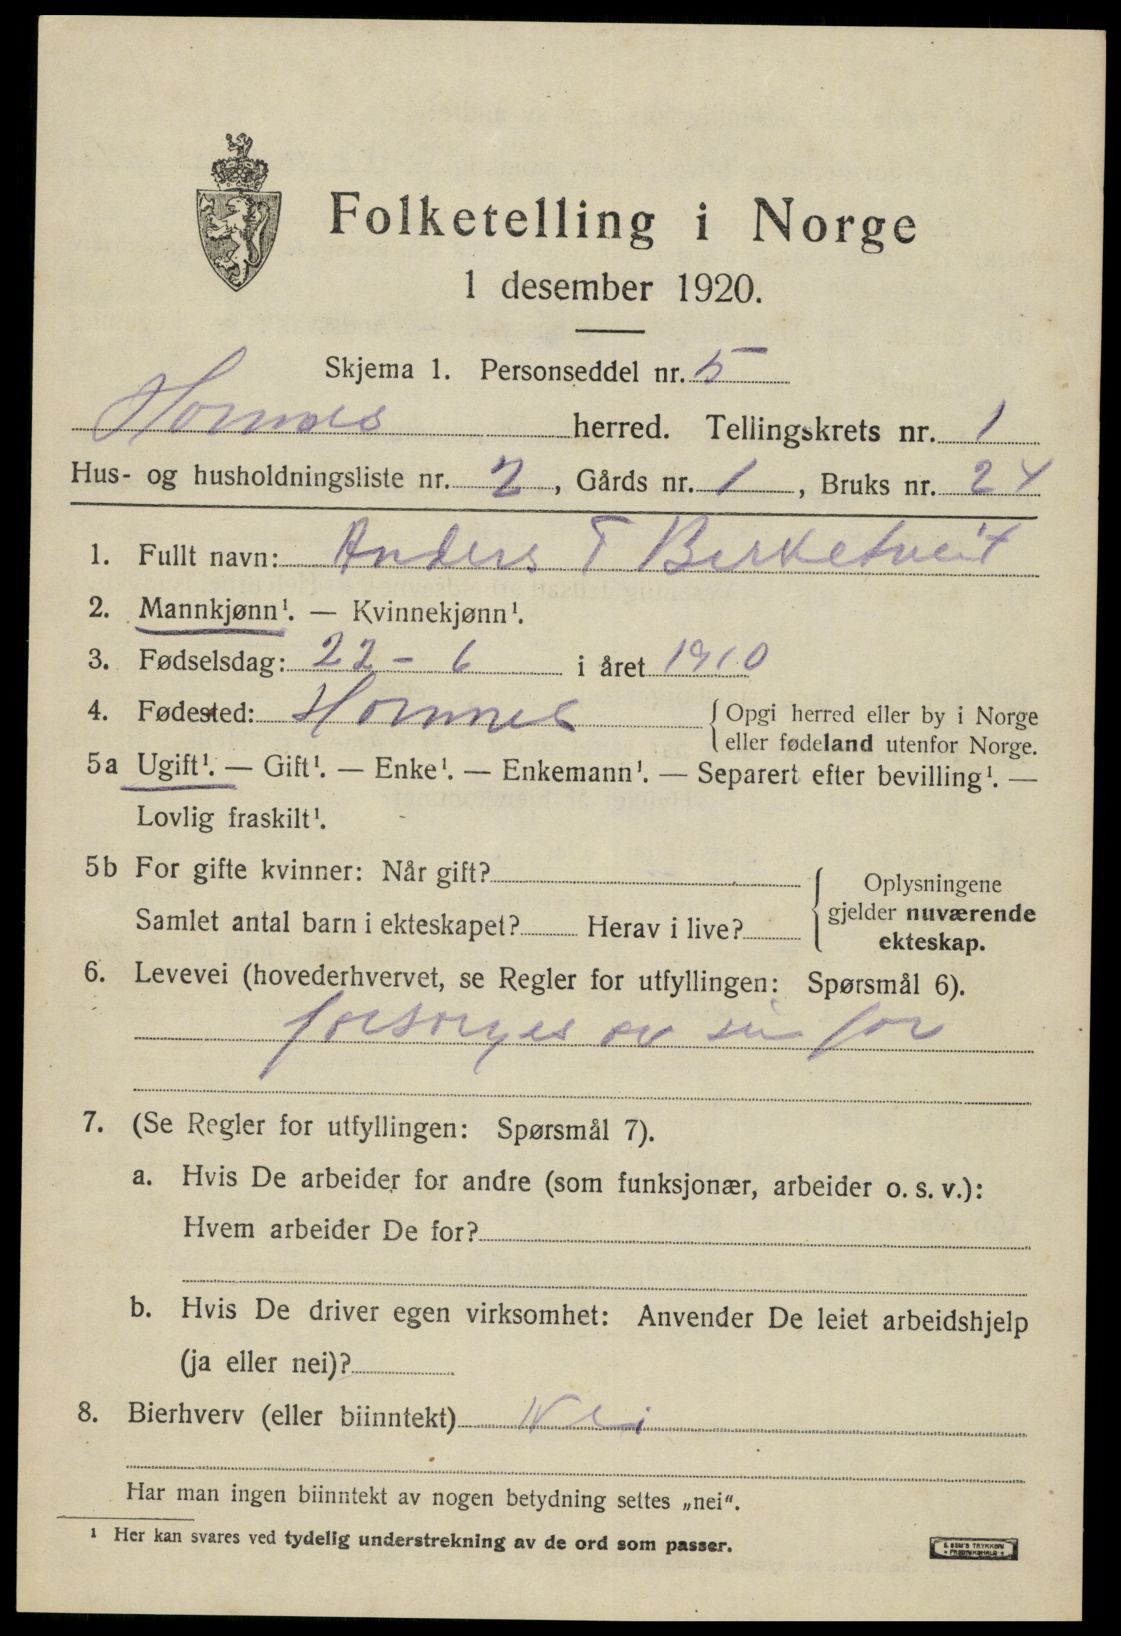 Folketelling i Norge
1 desember 1920.
Skjema 1. Personseddel nr. 5
Hornnes herred. Tellingskrets nr. 1
Hus- og husholdningsliste nr. 2, Gårds nr. 1, Bruks nr. 24
1. Fullt navn: Anders T Birketveit
2. Mannkjønn¹. — Kvinnekjønn¹.
3. Fødselsdag: 22 - 6 i året 1910
4. Fødested: Hornnes {Opgi herred eller by i Norge
eller fødeland utenfor Norge.
5a Ugift¹. — Gift¹. — Enke¹. — Enkemann¹. — Separert efter bevilling¹. —
Lovlig fraskilt¹.
5b For gifte kvinner: Når gift?
Samlet antal barn i ekteskapet? Herav i live?
Oplysningene
gjelder nuværende
ekteskap.
6. Levevei (hovederhvervet, se Regler for utfyllingen: Spørsmål 6).
forsørges av sin far
7. (Se Regler for utfyllingen: Spørsmål 7).
a. Hvis De arbeider for andre (som funksjonær, arbeider o. s. v.):
Hvem arbeider De for?
b. Hvis De driver egen virksomhet: Anvender De leiet arbeidshjelp
(ja eller nei)?
8. Bierhverv (eller biinntekt) Nei
Har man ingen biinntekt av nogen betydning settes „nei“.
¹ Her kan svares ved tydelig understrekning av de ord som passer.